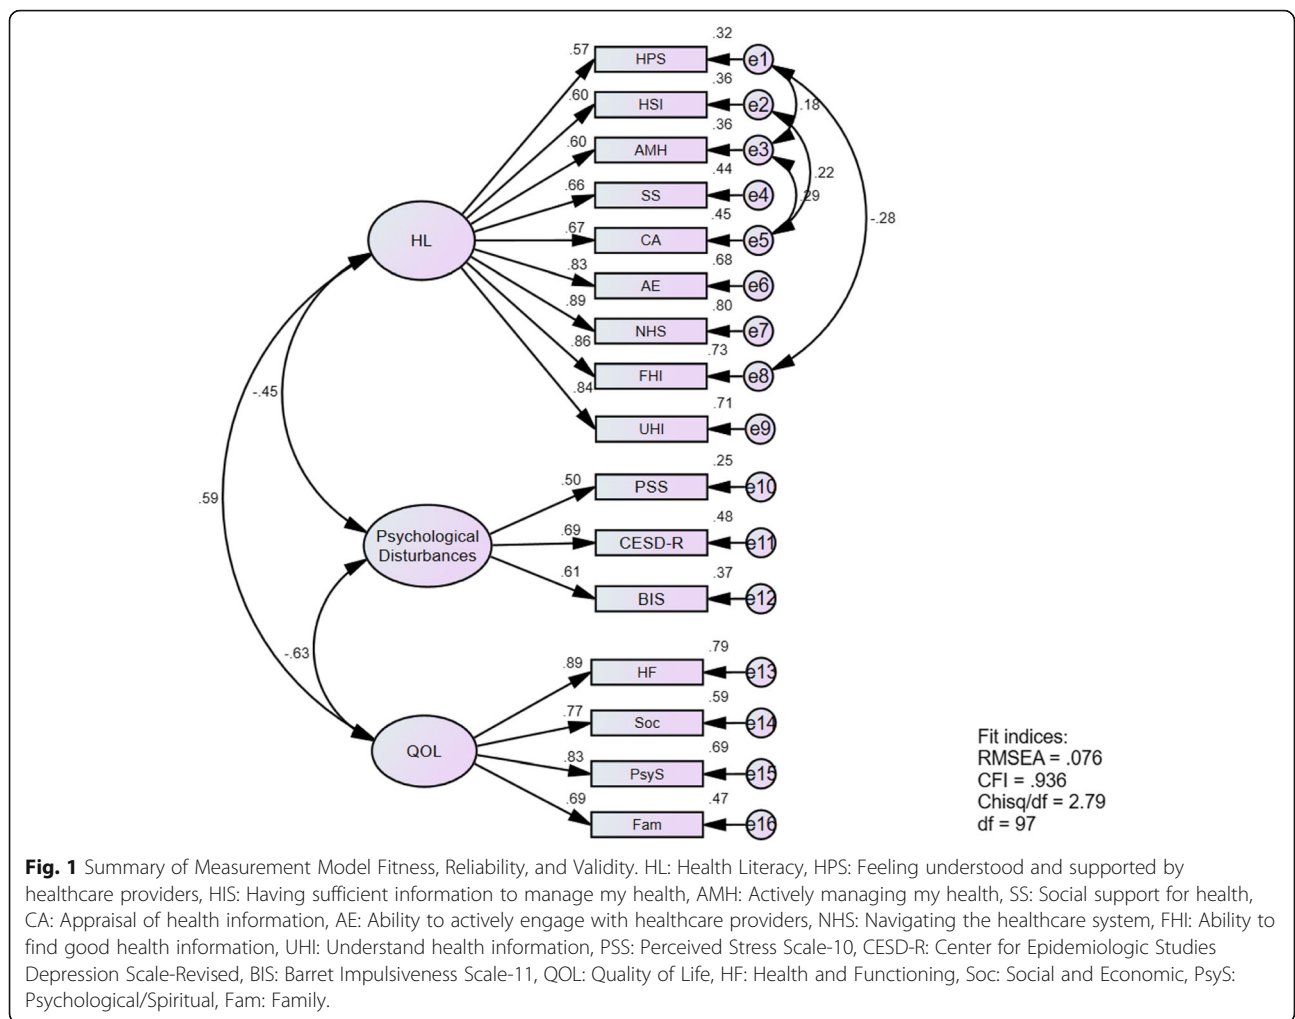 .57 HPS .32 e1
.60 HSI .36 e2
.18
.60 AMH .36 e3
.66 SS .44 e4
.22
.29
-.28
HL .67 CA .45 e5
.83 AE .68 e6
.89 NHS .80 e7
.86 FHI .73 e8
-.45
.84 UHI .71 e9
.59
.50 PSS .25 e10
Psychological
Disturbances
.69 CESD-R .48 e11
.61 BIS .37 e12
-.63
.89 HF .79 e13
.77 Soc .59 e14
QOL
.83 PsyS .69 e15
.69 Fam .47 e16
Fit indices:
RMSEA = .076
CFI = .936
Chisq/df = 2.79
df = 97
Fig. 1 Summary of Measurement Model Fitness, Reliability, and Validity. HL: Health Literacy, HPS: Feeling understood and supported by
healthcare providers, HIS: Having sufficient information to manage my health, AMH: Actively managing my health, SS: Social support for health,
CA: Appraisal of health information, AE: Ability to actively engage with healthcare providers, NHS: Navigating the healthcare system, FHI: Ability to
find good health information, UHI: Understand health information, PSS: Perceived Stress Scale-10, CESD-R: Center for Epidemiologic Studies
Depression Scale-Revised, BIS: Barret Impulsiveness Scale-11, QOL: Quality of Life, HF: Health and Functioning, Soc: Social and Economic, PsyS:
Psychological/Spiritual, Fam: Family.